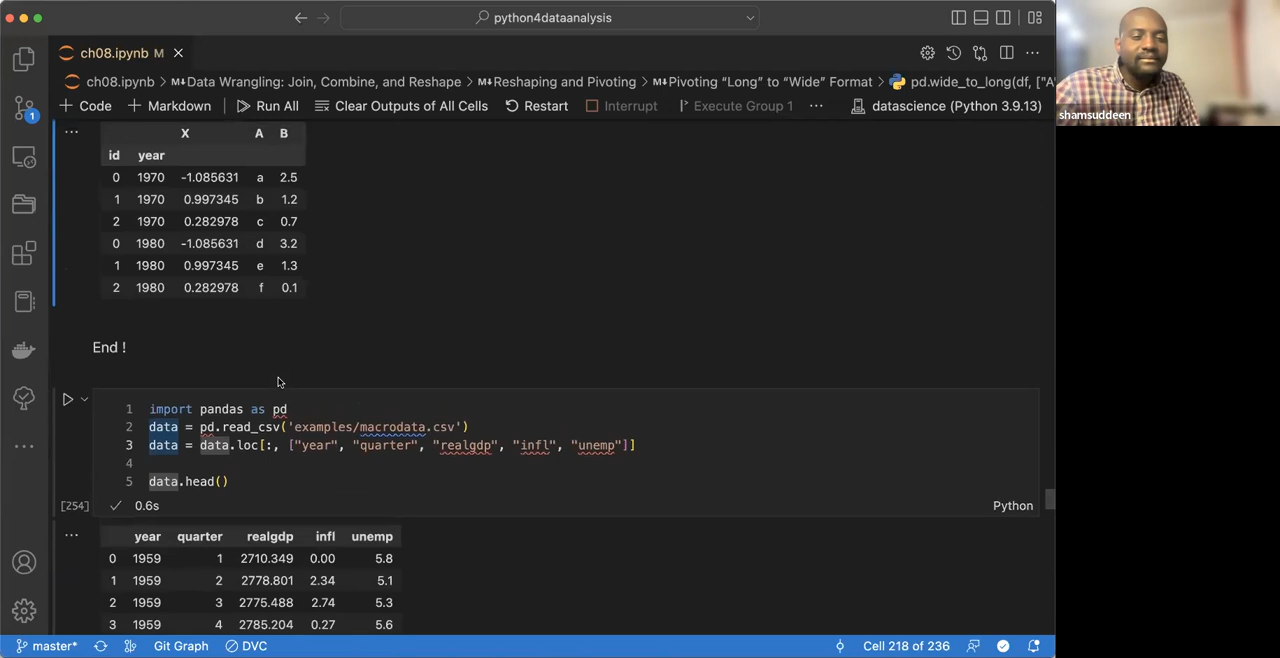 python4dataanalysis
ch08.ipynb M
ch08.ipynb > M↓Data Wrangling: Join, Combine, and Reshape > M↓Reshaping and Pivoting > M↓Pivoting “Long” to “Wide” Format > pd.wide_to_long(df, ["A"
+ Code + Markdown Run All Clear Outputs of All Cells Restart Interrupt Execute Group 1 ... datascience (Python 3.9.13)
shamsuddeen
1
... X A B
id year
0 1970 -1.085631 a 2.5
1 1970 0.997345 b 1.2
2 1970 0.282978 c 0.7
0 1980 -1.085631 d 3.2
1 1980 0.997345 e 1.3
2 1980 0.282978 f 0.1
End !
1 import pandas as pd
2 data = pd.read_csv('examples/macrodata.csv')
3 data = data.loc[:, ["year", "quarter", "realgdp", "infl", "unemp"]]
4
5 data.head()
[254] 0.6s Python
... year quarter realgdp infl unemp
0 1959 1 2710.349 0.00 5.8
1 1959 2 2778.801 2.34 5.1
2 1959 3 2775.488 2.74 5.3
3 1959 4 2785.204 0.27 5.6
master* Git Graph DVC Cell 218 of 236